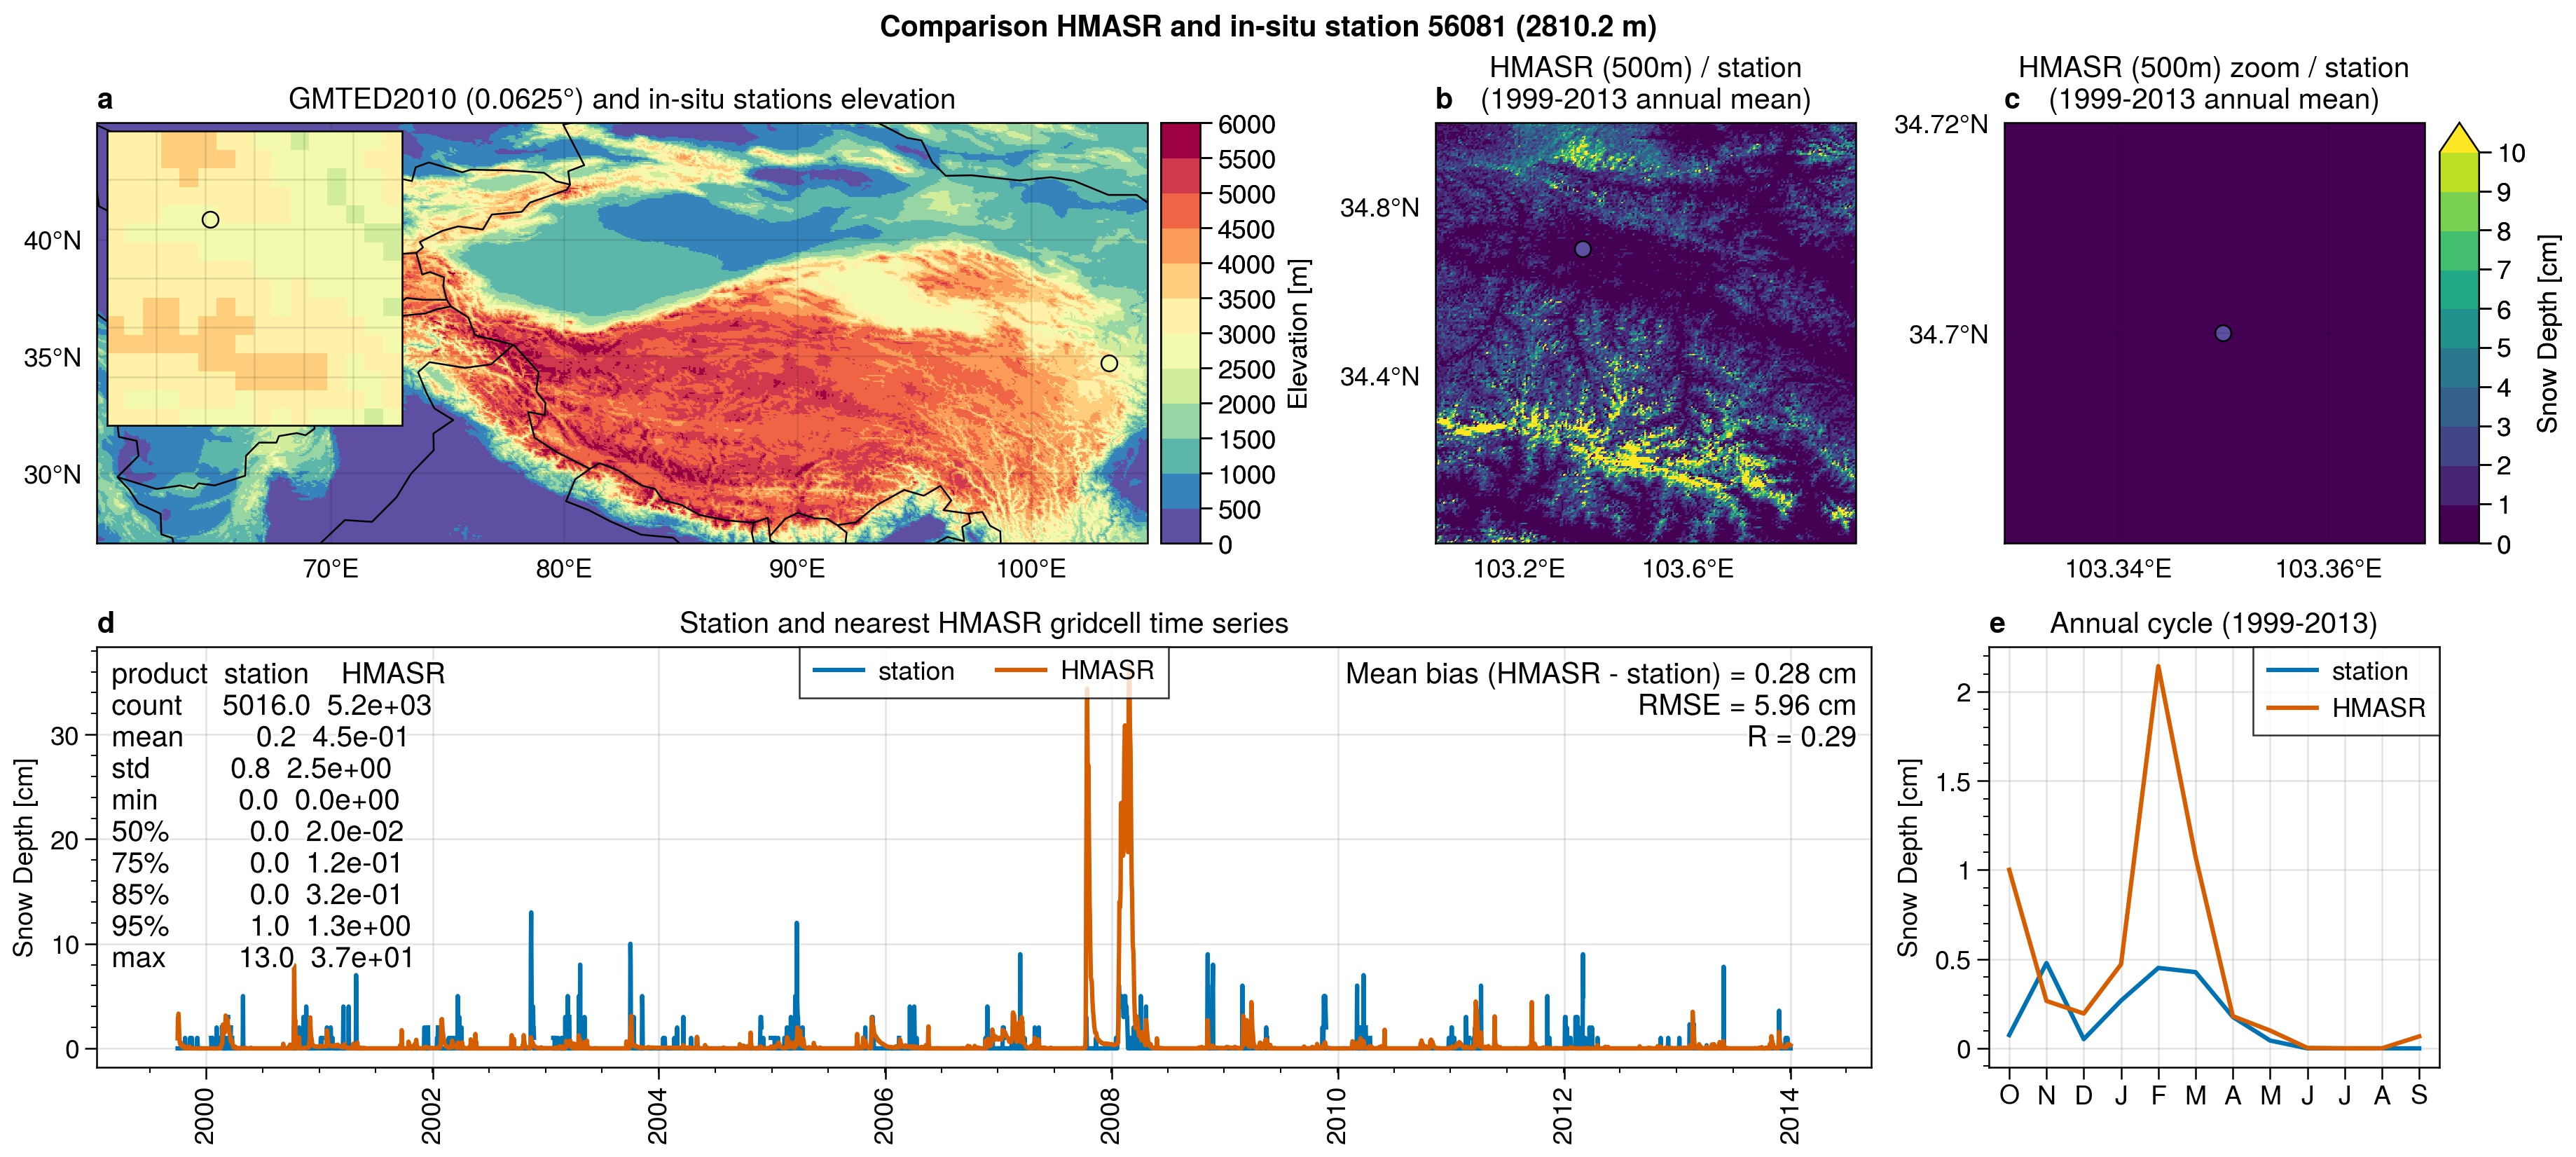 Comparison HMASR and in-situ station 56081 (2810.2 m)
a GMTED2010 (0.0625°) and in-situ stations elevation
40°N
35°N
30°N
70°E 80°E 90°E 100°E
6000
5500
5000
4500
4000
3500
3000
2500
2000
1500
1000
500
0
Elevation [m]
HMASR (500m) / station
b (1999-2013 annual mean)
34.8°N
34.4°N
103.2°E 103.6°E
HMASR (500m) zoom / station
c (1999-2013 annual mean)
34.72°N
34.7°N
103.34°E 103.36°E
10
9
8
7
6
5
4
3
2
1
0
Snow Depth [cm]
d Station and nearest HMASR gridcell time series
product station HMASR
count 5016.0 5.2e+03
mean 0.2 4.5e-01
std 0.8 2.5e+00
min 0.0 0.0e+00
50% 0.0 2.0e-02
75% 0.0 1.2e-01
85% 0.0 3.2e-01
95% 1.0 1.3e+00
max 13.0 3.7e+01
station HMASR
Mean bias (HMASR - station) = 0.28 cm
RMSE = 5.96 cm
R = 0.29
Snow Depth [cm]
30
20
10
0
2000 2002 2004 2006 2008 2010 2012 2014
e Annual cycle (1999-2013)
station
HMASR
Snow Depth [cm]
2
1.5
1
0.5
0
O N D J F M A M J J A S